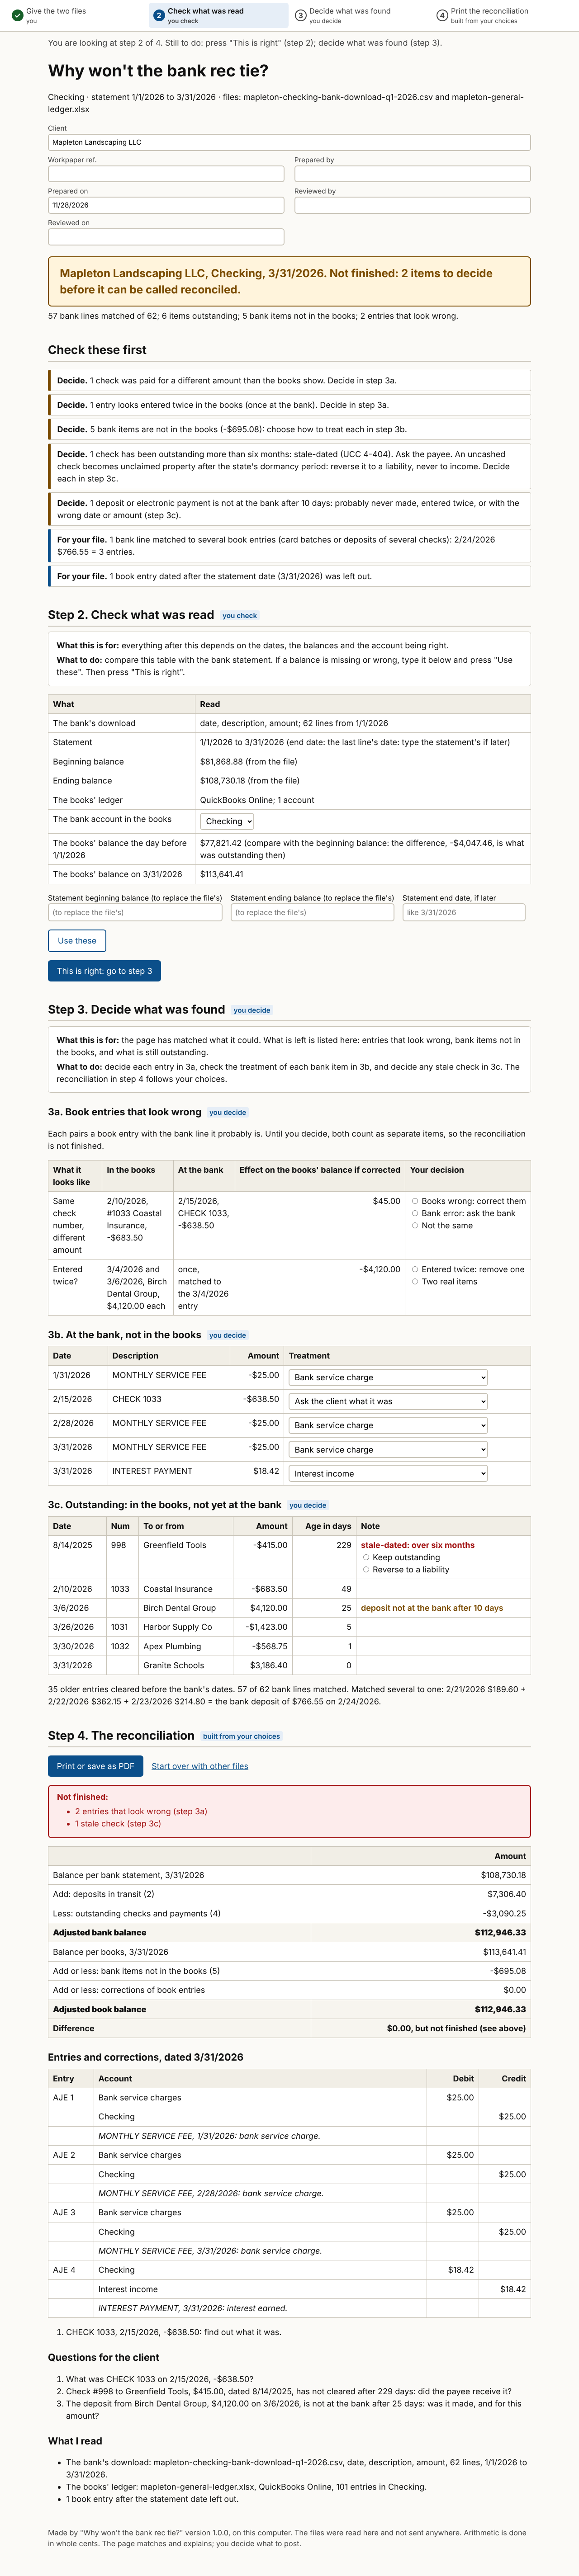 Give the two files
you
2 Check what was read
you check
3 Decide what was found
you decide
4 Print the reconciliation
built from your choices
You are looking at step 2 of 4. Still to do: press "This is right" (step 2); decide what was found (step 3).
Why won't the bank rec tie?
Checking · statement 1/1/2026 to 3/31/2026 · files: mapleton-checking-bank-download-q1-2026.csv and mapleton-general-
ledger.xlsx
Client
Mapleton Landscaping LLC
Workpaper ref. Prepared by
Prepared on Reviewed by
11/28/2026
Reviewed on
Mapleton Landscaping LLC, Checking, 3/31/2026. Not finished: 2 items to decide
before it can be called reconciled.
57 bank lines matched of 62; 6 items outstanding; 5 bank items not in the books; 2 entries that look wrong.
Check these first
Decide. 1 check was paid for a different amount than the books show. Decide in step 3a.
Decide. 1 entry looks entered twice in the books (once at the bank). Decide in step 3a.
Decide. 5 bank items are not in the books (-$695.08): choose how to treat each in step 3b.
Decide. 1 check has been outstanding more than six months: stale-dated (UCC 4-404). Ask the payee. An uncashed
check becomes unclaimed property after the state's dormancy period: reverse it to a liability, never to income. Decide
each in step 3c.
Decide. 1 deposit or electronic payment is not at the bank after 10 days: probably never made, entered twice, or with the
wrong date or amount (step 3c).
For your file. 1 bank line matched to several book entries (card batches or deposits of several checks): 2/24/2026
$766.55 = 3 entries.
For your file. 1 book entry dated after the statement date (3/31/2026) was left out.
Step 2. Check what was read you check
What this is for: everything after this depends on the dates, the balances and the account being right.
What to do: compare this table with the bank statement. If a balance is missing or wrong, type it below and press "Use
these". Then press "This is right".
What Read
The bank's download date, description, amount; 62 lines from 1/1/2026
Statement 1/1/2026 to 3/31/2026 (end date: the last line's date: type the statement's if later)
Beginning balance $81,868.88 (from the file)
Ending balance $108,730.18 (from the file)
The books' ledger QuickBooks Online; 1 account
The bank account in the books Checking
The books' balance the day before $77,821.42 (compare with the beginning balance: the difference, -$4,047.46, is what
1/1/2026 was outstanding then)
The books' balance on 3/31/2026 $113,641.41
Statement beginning balance (to replace the file's) Statement ending balance (to replace the file's) Statement end date, if later
(to replace the file's) (to replace the file's) like 3/31/2026
Use these
This is right: go to step 3
Step 3. Decide what was found you decide
What this is for: the page has matched what it could. What is left is listed here: entries that look wrong, bank items not in
the books, and what is still outstanding.
What to do: decide each entry in 3a, check the treatment of each bank item in 3b, and decide any stale check in 3c. The
reconciliation in step 4 follows your choices.
3a. Book entries that look wrong you decide
Each pairs a book entry with the bank line it probably is. Until you decide, both count as separate items, so the reconciliation
is not finished.
What it In the books At the bank Effect on the books' balance if corrected Your decision
looks like
Same 2/10/2026, 2/15/2026, $45.00 Books wrong: correct them
check #1033 Coastal CHECK 1033, Bank error: ask the bank
number, Insurance, -$638.50 Not the same
different -$683.50
amount
Entered 3/4/2026 and once, -$4,120.00 Entered twice: remove one
twice? 3/6/2026, Birch matched to Two real items
Dental Group, the 3/4/2026
$4,120.00 each entry
3b. At the bank, not in the books you decide
Date Description Amount Treatment
1/31/2026 MONTHLY SERVICE FEE -$25.00 Bank service charge
2/15/2026 CHECK 1033 -$638.50 Ask the client what it was
2/28/2026 MONTHLY SERVICE FEE -$25.00 Bank service charge
3/31/2026 MONTHLY SERVICE FEE -$25.00 Bank service charge
3/31/2026 INTEREST PAYMENT $18.42 Interest income
3c. Outstanding: in the books, not yet at the bank you decide
Date Num To or from Amount Age in days Note
8/14/2025 998 Greenfield Tools -$415.00 229 stale-dated: over six months
Keep outstanding
Reverse to a liability
2/10/2026 1033 Coastal Insurance -$683.50 49
3/6/2026 Birch Dental Group $4,120.00 25 deposit not at the bank after 10 days
3/26/2026 1031 Harbor Supply Co -$1,423.00 5
3/30/2026 1032 Apex Plumbing -$568.75 1
3/31/2026 Granite Schools $3,186.40 0
35 older entries cleared before the bank's dates. 57 of 62 bank lines matched. Matched several to one: 2/21/2026 $189.60 +
2/22/2026 $362.15 + 2/23/2026 $214.80 = the bank deposit of $766.55 on 2/24/2026.
Step 4. The reconciliation built from your choices
Print or save as PDF Start over with other files
Not finished:
• 2 entries that look wrong (step 3a)
• 1 stale check (step 3c)
Amount
Balance per bank statement, 3/31/2026 $108,730.18
Add: deposits in transit (2) $7,306.40
Less: outstanding checks and payments (4) -$3,090.25
Adjusted bank balance $112,946.33
Balance per books, 3/31/2026 $113,641.41
Add or less: bank items not in the books (5) -$695.08
Add or less: corrections of book entries $0.00
Adjusted book balance $112,946.33
Difference $0.00, but not finished (see above)
Entries and corrections, dated 3/31/2026
Entry Account Debit Credit
AJE 1 Bank service charges $25.00
Checking $25.00
MONTHLY SERVICE FEE, 1/31/2026: bank service charge.
AJE 2 Bank service charges $25.00
Checking $25.00
MONTHLY SERVICE FEE, 2/28/2026: bank service charge.
AJE 3 Bank service charges $25.00
Checking $25.00
MONTHLY SERVICE FEE, 3/31/2026: bank service charge.
AJE 4 Checking $18.42
Interest income $18.42
INTEREST PAYMENT, 3/31/2026: interest earned.
1. CHECK 1033, 2/15/2026, -$638.50: find out what it was.
Questions for the client
1. What was CHECK 1033 on 2/15/2026, -$638.50?
2. Check #998 to Greenfield Tools, $415.00, dated 8/14/2025, has not cleared after 229 days: did the payee receive it?
3. The deposit from Birch Dental Group, $4,120.00 on 3/6/2026, is not at the bank after 25 days: was it made, and for this
amount?
What I read
• The bank's download: mapleton-checking-bank-download-q1-2026.csv, date, description, amount, 62 lines, 1/1/2026 to
3/31/2026.
• The books' ledger: mapleton-general-ledger.xlsx, QuickBooks Online, 101 entries in Checking.
• 1 book entry after the statement date left out.
Made by "Why won't the bank rec tie?" version 1.0.0, on this computer. The files were read here and not sent anywhere. Arithmetic is done
in whole cents. The page matches and explains; you decide what to post.